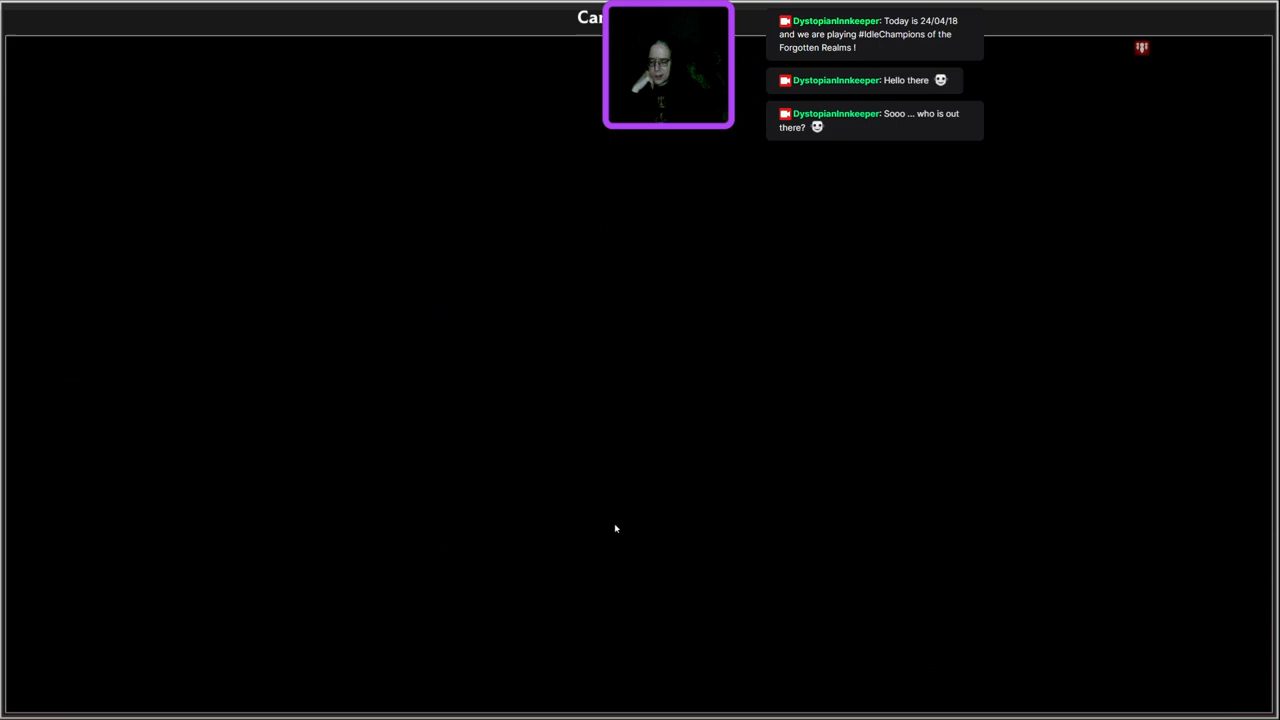 Car
DystopianInnkeeper: Today is 24/04/18
and we are playing #IdleChampions of the
Forgotten Realms !
DystopianInnkeeper: Hello there
DystopianInnkeeper: Sooo ... who is out
there?